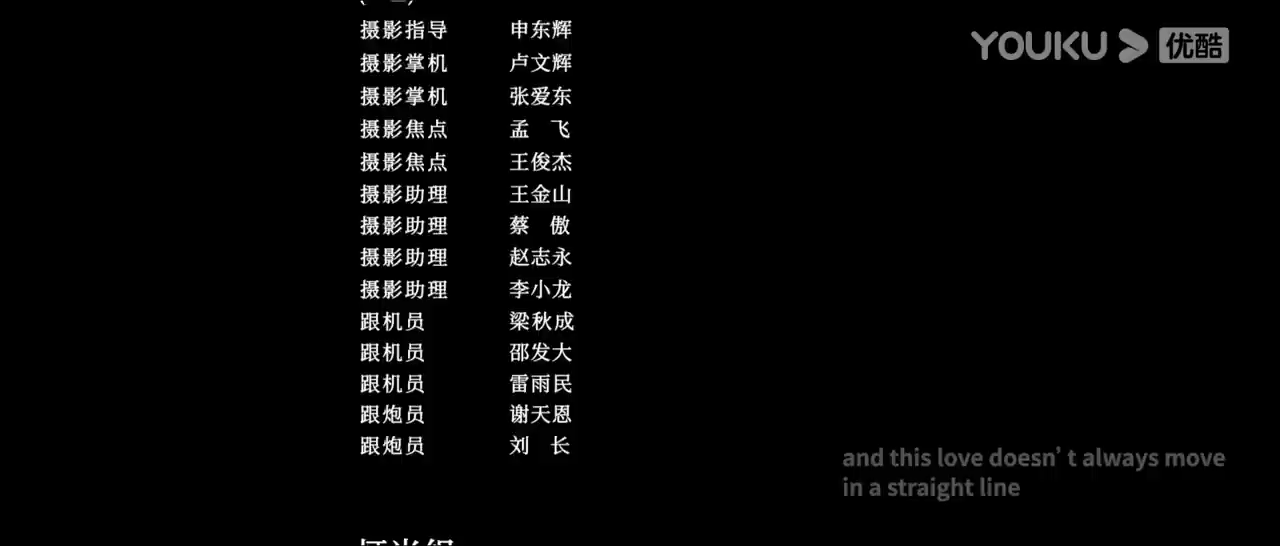 摄影指导 申东辉
摄影掌机 卢文辉
摄影掌机 张爱东
摄影焦点 孟 飞
摄影焦点 王俊杰
摄影助理 王金山
摄影助理 蔡 傲
摄影助理 赵志永
摄影助理 李小龙
跟机员 梁秋成
跟机员 邵发大
跟机员 雷雨民
跟炮员 谢天恩
跟炮员 刘 长
YOUKU 优酷
and this love doesn't always move
in a straight line